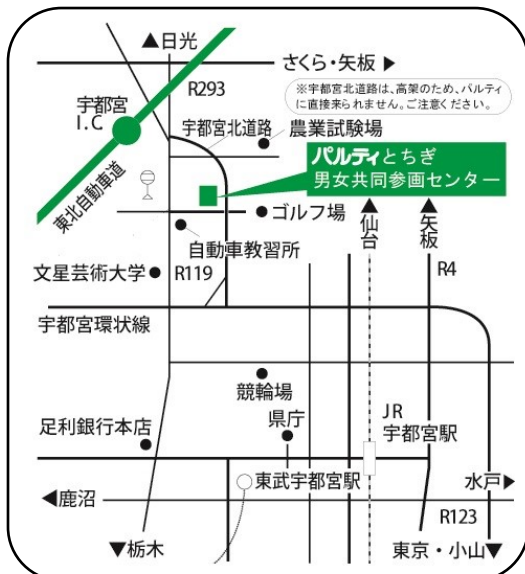 ▲日光
さくら・矢板▶
R293
※宇都宮北道路は、高架のため、パルティ
に直接来られません。ご注意ください。
宇都宮
I.C
宇都宮北道路
農業試験場
パルティとちぎ
男女共同参画センター
東北自動車道
ゴルフ場
▲仙台
▲矢板
自動車教習所
文星芸術大学
R119
R4
宇都宮環状線
競輪場
足利銀行本店
県庁
JR
宇都宮駅
東武宇都宮駅
水戸▶
◀鹿沼
R123
▼栃木
東京・小山▼